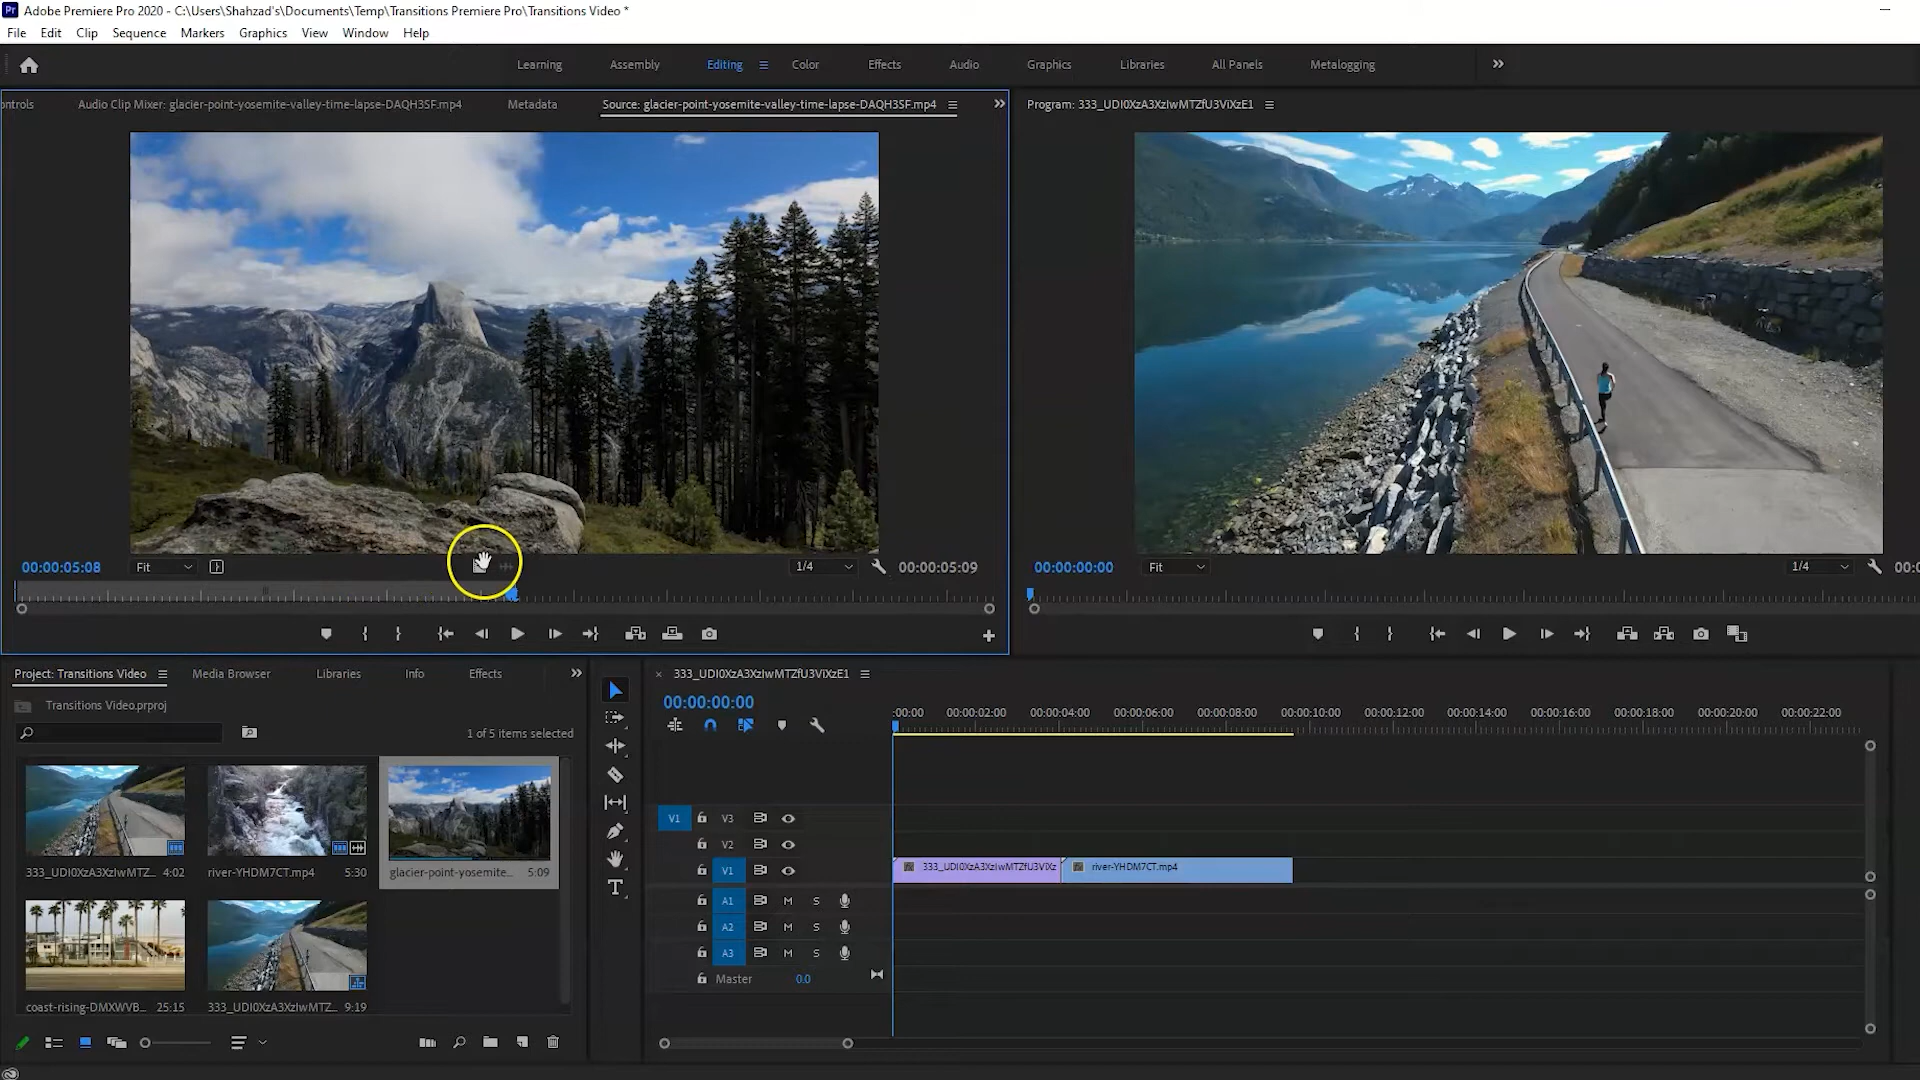 Pr Adobe Premiere Pro 2020 - C:\Users\Shahzad's\Documents\Temp\Transitions Premiere Pro\Transitions Video *
File Edit Clip Sequence Markers Graphics View Window Help
Learning Assembly Editing Color Effects Audio Graphics Libraries All Panels Metalogging
ontrols Audio Clip Mixer: glacier-point-yosemite-valley-time-lapse-DAQH3SF.mp4 Metadata Source: glacier-point-yosemite-valley-time-lapse-DAQH3SF.mp4
Program: 333_UDI0XzA3XzIwMTZfU3ViXzE1
00:00:05:08 Fit 1/4 00:00:05:09
00:00:00:00 Fit 1/4 00:0
Project: Transitions Video Media Browser Libraries Info Effects
Transitions Video.prproj
1 of 5 items selected
333_UDI0XzA3XzIwMTZ... 4:02
river-YHDM7CT.mp4 5:30
glacier-point-yosemite... 5:09
coast-rising-DMXWVB... 25:15
333_UDI0XzA3XzIwMTZ... 9:19
× 333_UDI0XzA3XzIwMTZfU3ViXzE1
00:00:00:00
:00:00 00:00:02:00 00:00:04:00 00:00:06:00 00:00:08:00 00:00:10:00 00:00:12:00 00:00:14:00 00:00:16:00 00:00:18:00 00:00:20:00 00:00:22:00
V1 V3
V2
V1 333_UDI0XzA3XzIwMTZfU3ViXz river-YHDM7CT.mp4
A1 M S
A2 M S
A3 M S
Master 0.0